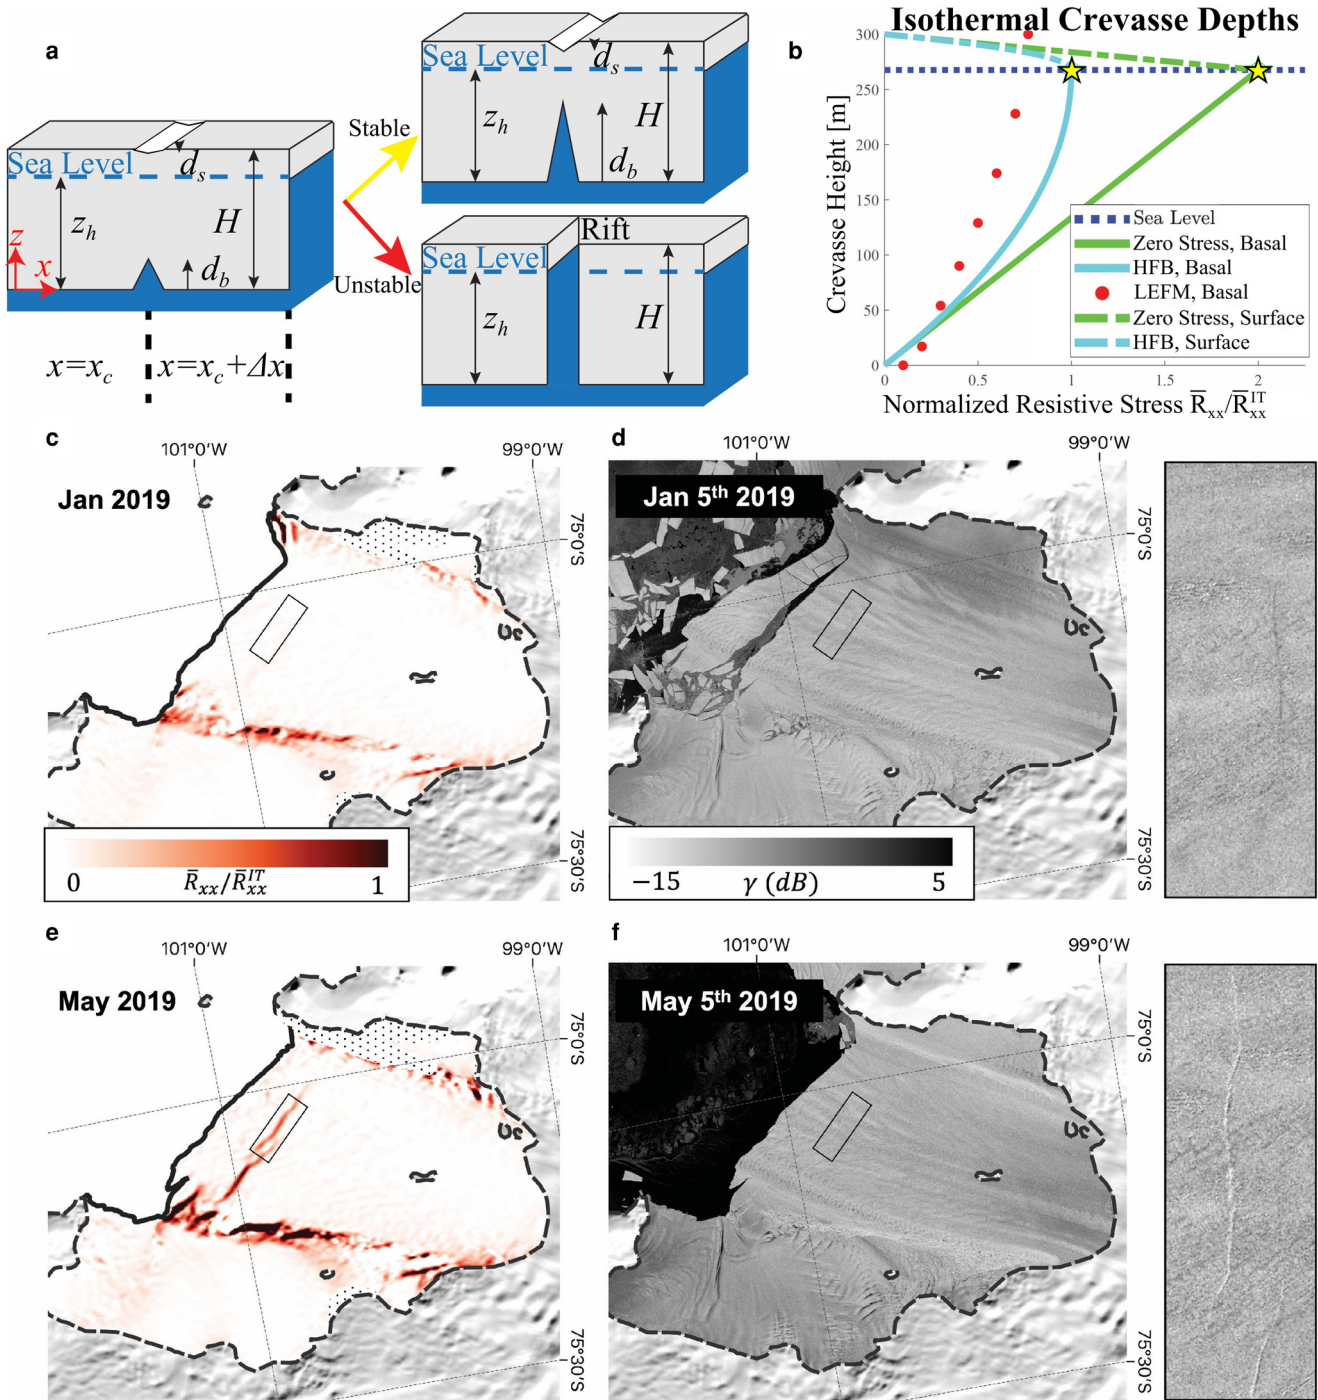 a
Sea Level
d_s
z_h
H
z
x
d_b
x=x_c
x=x_c+Δx
Stable
Unstable
Sea Level
d_s
z_h
H
d_b
Rift
Sea Level
z_h
H
H
b
Isothermal Crevasse Depths
Crevasse Height [m]
300
250
200
150
100
50
0
0
0.5
1
1.5
2
Normalized Resistive Stress R̅_xx/R̅_xx^IT
Sea Level
Zero Stress, Basal
HFB, Basal
LEFM, Basal
Zero Stress, Surface
HFB, Surface
c
101°0'W
99°0'W
Jan 2019
75°0'S
75°30'S
0
R̅_xx/R̅_xx^IT
1
d
101°0'W
99°0'W
Jan 5th 2019
75°0'S
75°30'S
−15
γ (dB)
5
e
101°0'W
99°0'W
May 2019
75°0'S
75°30'S
f
101°0'W
99°0'W
May 5th 2019
75°0'S
75°30'S